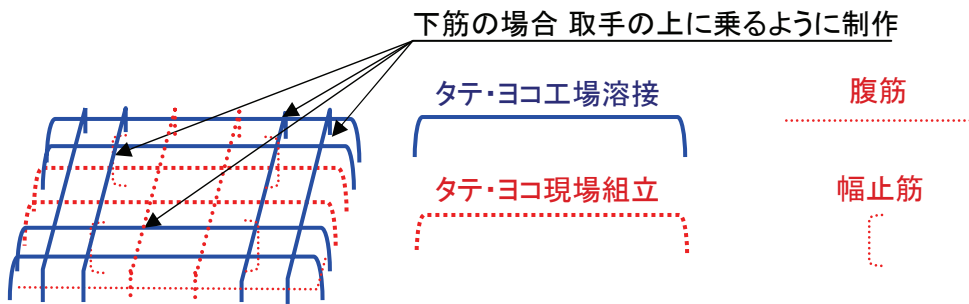 下筋の場合 取手の上に乗るように制作
タテ・ヨコ工場溶接
腹筋
タテ・ヨコ現場組立
幅止筋